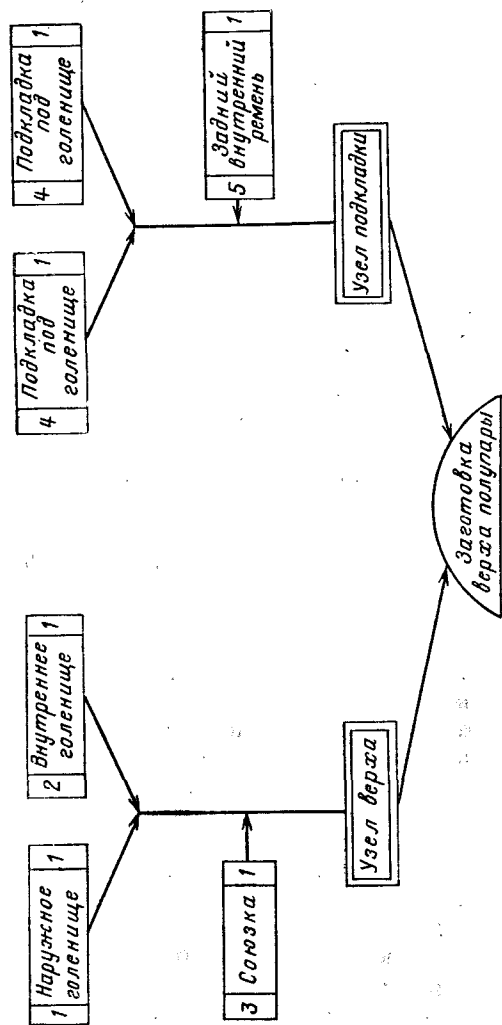 1 Наружное голенище 1
2 Внутреннее голенище 1
4 Подкладка под голенище 1
4 Подкладка под голенище 1
3 Союзка 1
5 Задний внутренний ремень 1
Узел верха
Узел подкладки
Заготовка
верха полупары